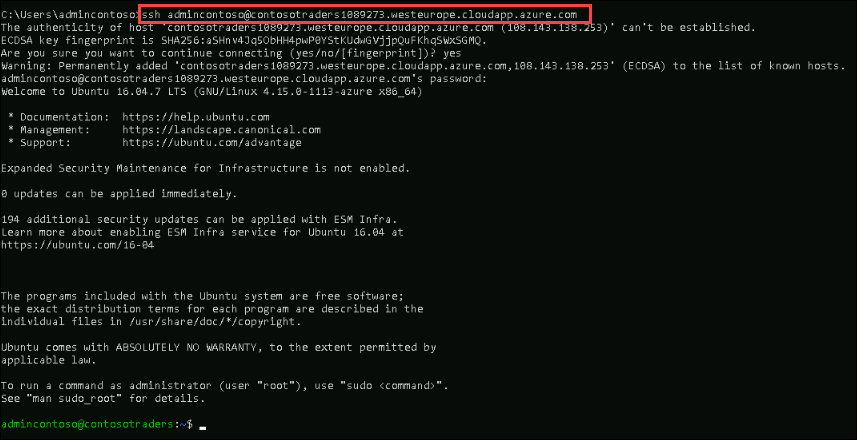 C:\Users\admincontoso>ssh admincontoso@contosotraders1089273.westeurope.cloudapp.azure.com
The authenticity of host 'contosotraders1089273.westeurope.cloudapp.azure.com (108.143.138.253)' can't be established.
ECDSA key fingerprint is SHA256:aSHnv4Jq5ObHH4pwP0YStKUdwGVjjpQuFKhqSWxSGMQ.
Are you sure you want to continue connecting (yes/no/[fingerprint])? yes
Warning: Permanently added 'contosotraders1089273.westeurope.cloudapp.azure.com,108.143.138.253' (ECDSA) to the list of known hosts.
admincontoso@contosotraders1089273.westeurope.cloudapp.azure.com's password:
Welcome to Ubuntu 16.04.7 LTS (GNU/Linux 4.15.0-1113-azure x86_64)
* Documentation: https://help.ubuntu.com
* Management: https://landscape.canonical.com
* Support: https://ubuntu.com/advantage
Expanded Security Maintenance for Infrastructure is not enabled.
0 updates can be applied immediately.
194 additional security updates can be applied with ESM Infra.
Learn more about enabling ESM Infra service for Ubuntu 16.04 at
https://ubuntu.com/16-04
The programs included with the Ubuntu system are free software;
the exact distribution terms for each program are described in the
individual files in /usr/share/doc/*/copyright.
Ubuntu comes with ABSOLUTELY NO WARRANTY, to the extent permitted by
applicable law.
To run a command as administrator (user "root"), use "sudo <command>".
See "man sudo_root" for details.
admincontoso@contosotraders:~$ _